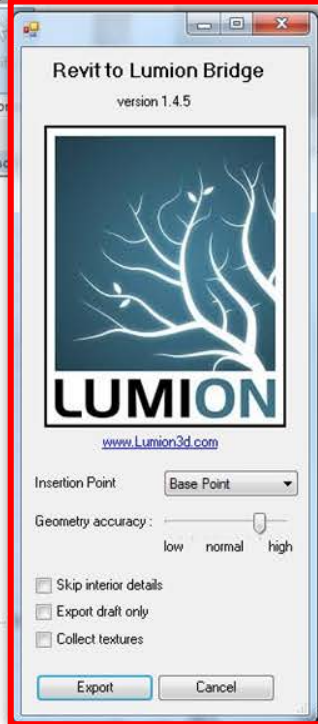 Revit to Lumion Bridge
version 1.4.5
LUMION
www.Lumion3d.com
Insertion Point Base Point
Geometry accuracy :
low normal high
Skip interior details
Export draft only
Collect textures
Export Cancel